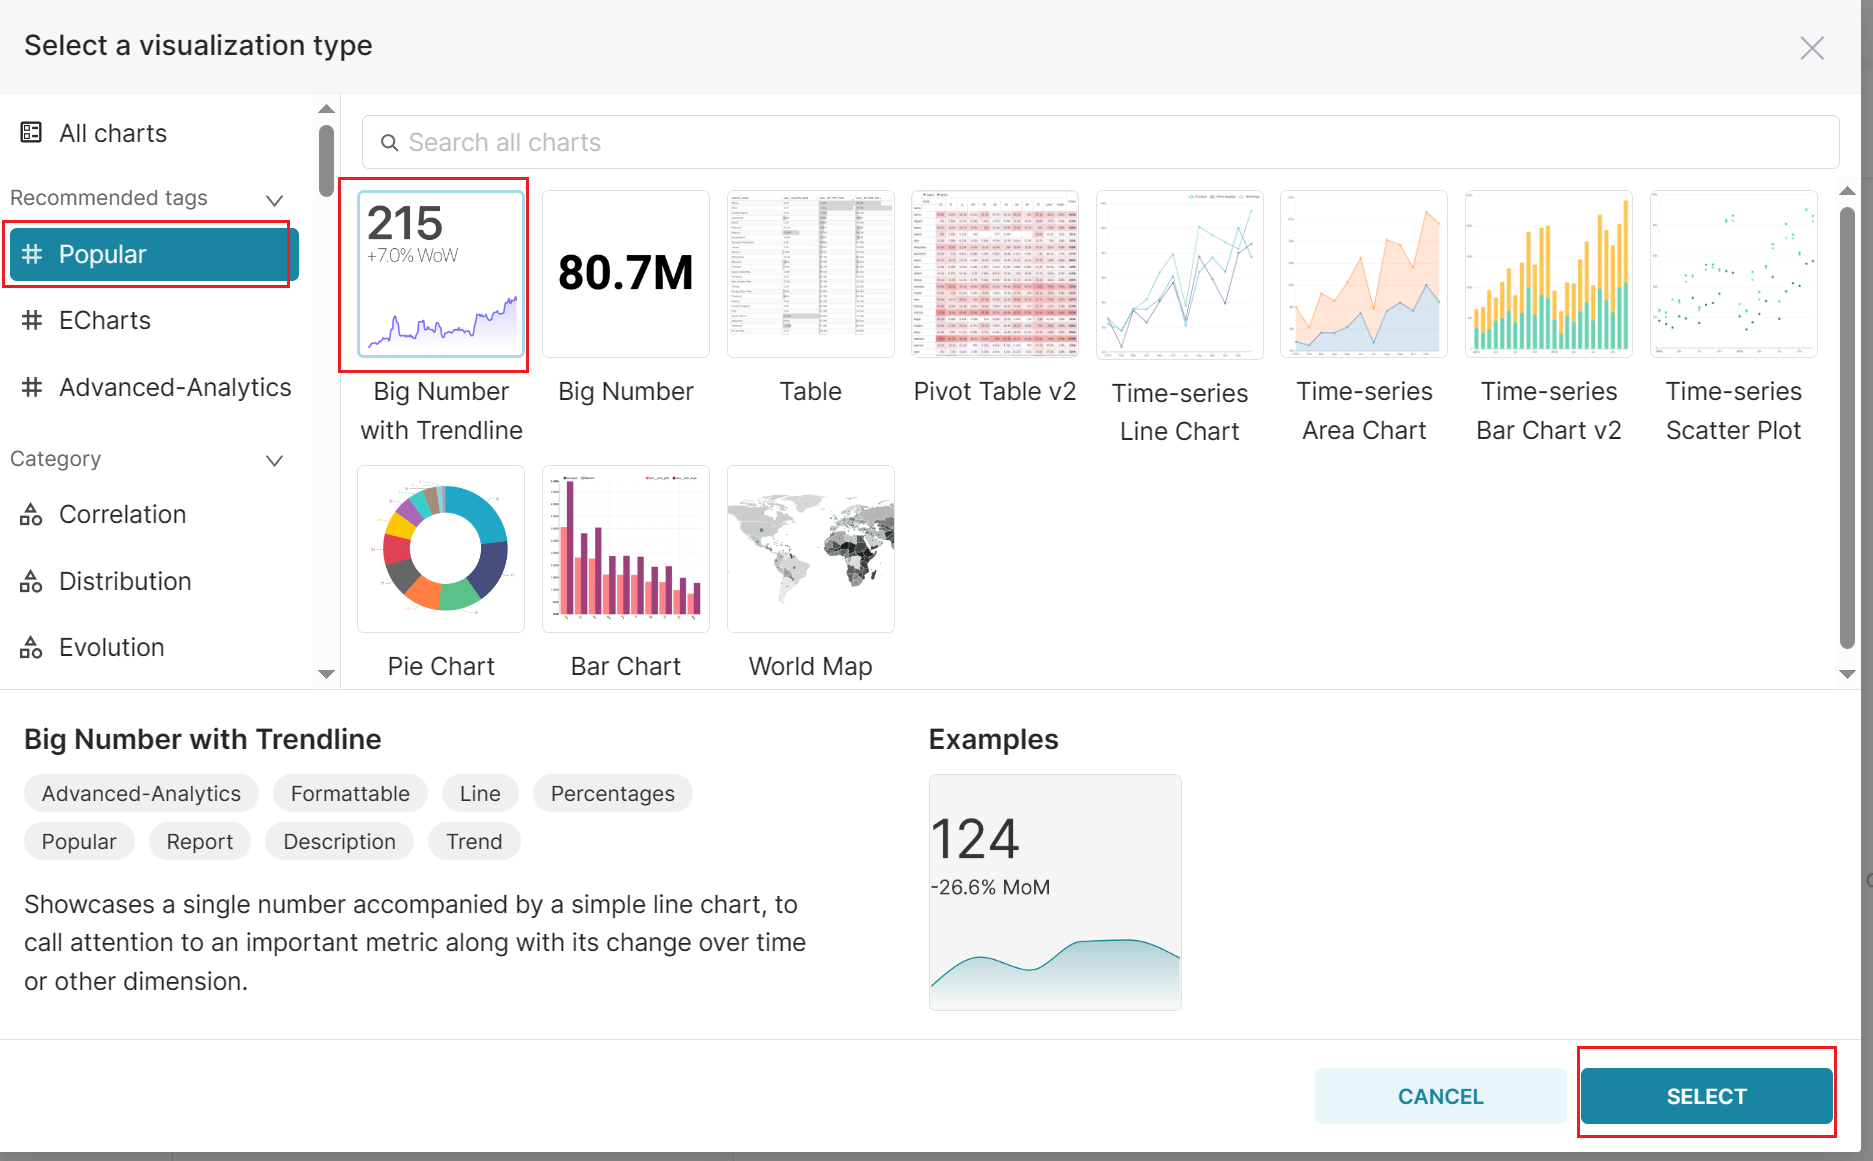 Select a visualization type
All charts
Search all charts
Recommended tags
Popular
ECharts
Advanced-Analytics
Category
Correlation
Distribution
Evolution
215
+7.0% WoW
80.7M
Big Number
with Trendline
Big Number
Table
Pivot Table v2
Time-series
Line Chart
Time-series
Area Chart
Time-series
Bar Chart v2
Time-series
Scatter Plot
Pie Chart
Bar Chart
World Map
Big Number with Trendline
Advanced-Analytics
Formattable
Line
Percentages
Popular
Report
Description
Trend
Showcases a single number accompanied by a simple line chart, to
call attention to an important metric along with its change over time
or other dimension.
Examples
124
-26.6% MoM
CANCEL
SELECT